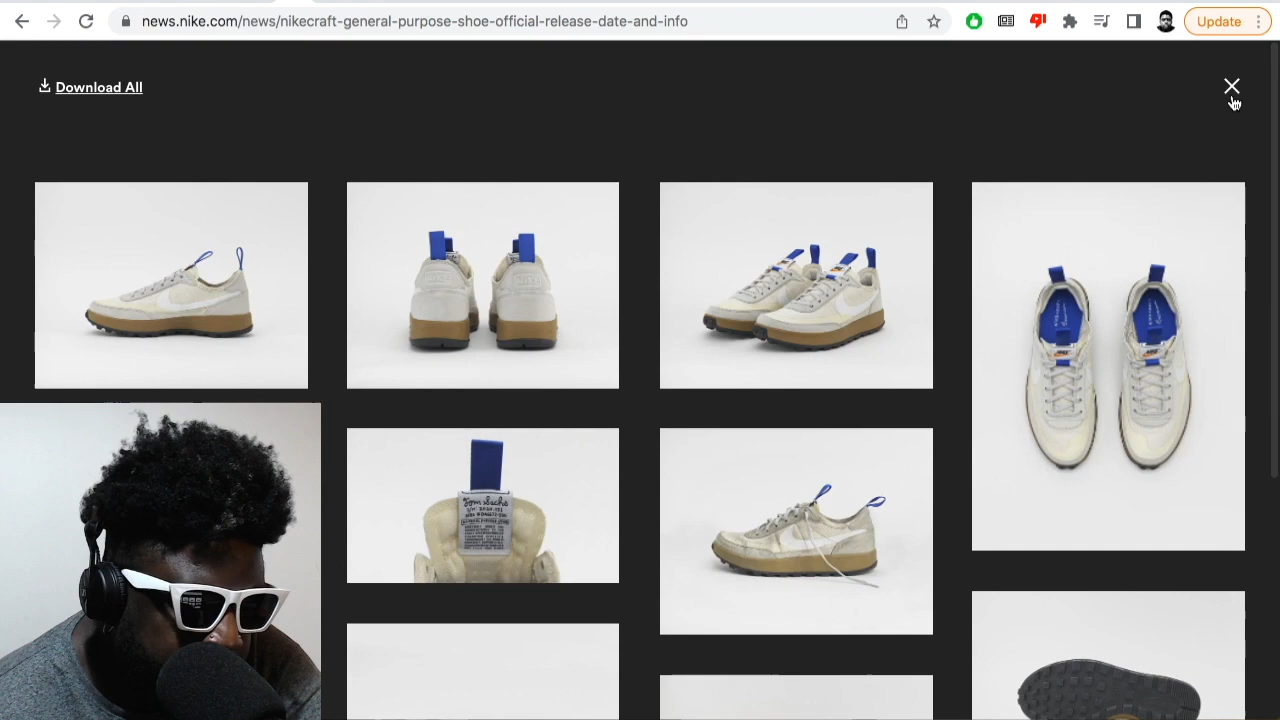 news.nike.com/news/nikecraft-general-purpose-shoe-official-release-date-and-info
Update
Download All
Tom Sachs